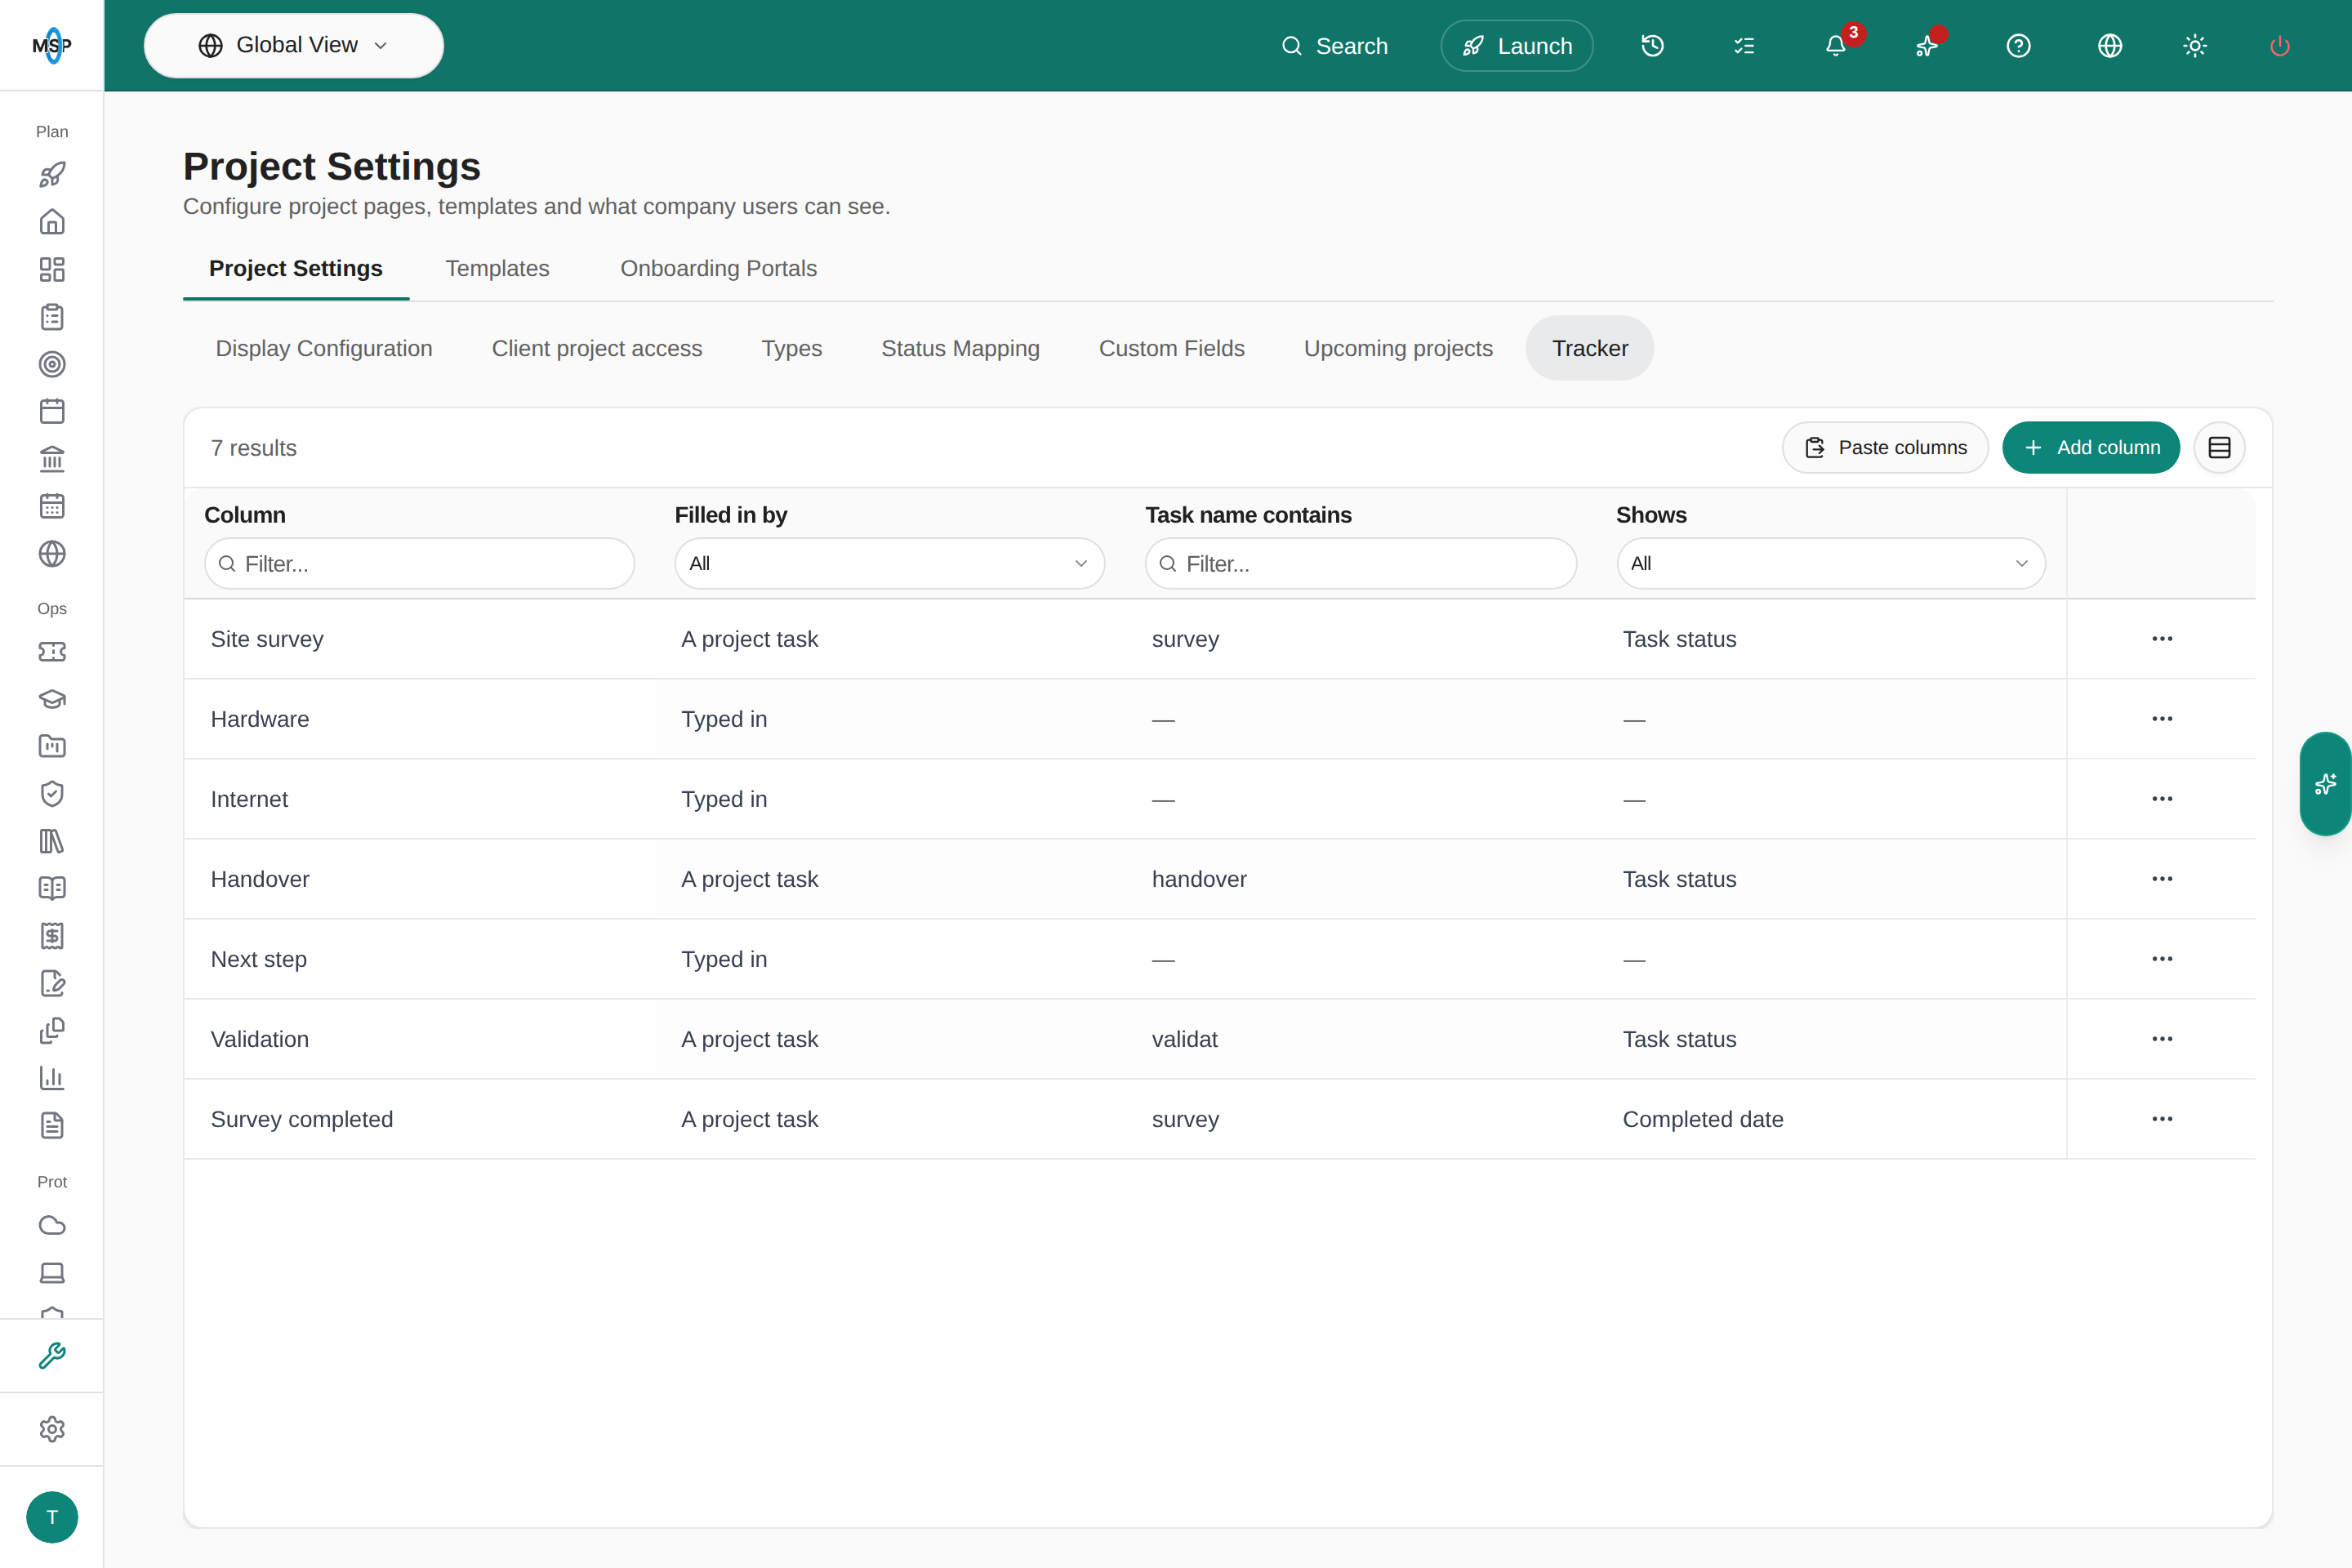 MSP
Global View
Search
Launch
3
Plan
Ops
Prot
T
Project Settings
Configure project pages, templates and what company users can see.
Project Settings Templates Onboarding Portals
Display Configuration Client project access Types Status Mapping Custom Fields Upcoming projects Tracker
7 results Paste columns Add column
Column Filled in by Task name contains Shows
Filter... All Filter... All
Site survey A project task survey Task status
Hardware Typed in — —
Internet Typed in — —
Handover A project task handover Task status
Next step Typed in — —
Validation A project task validat Task status
Survey completed A project task survey Completed date